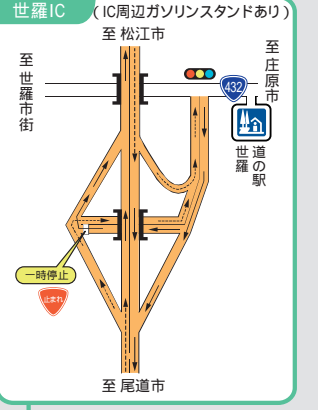 世羅IC
(IC周辺ガソリンスタンドあり)
至 松江市
至 庄原市
至 世羅市街
432
道の駅
世羅
一時停止
止まれ
至 尾道市